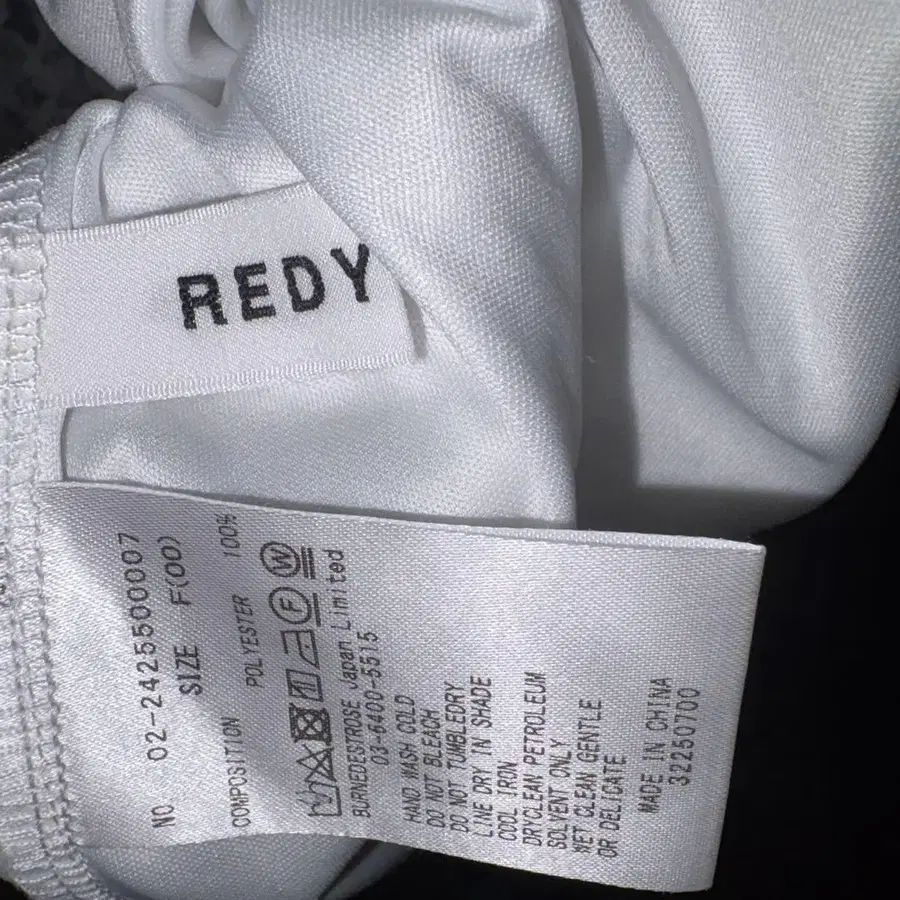 REDY
NO 02-242550007
SIZE F(00)
COMPOSITION POLYESTER 100%
W
F
BURNEDESTROSE Japan Limited
03-6400-5515
HAND WASH COLD
DO NOT BLEACH
DO NOT TUMBLEDRY
LINE DRY IN SHADE
COOL IRON
DRYCLEAN PETROLEUM
SOLVENT ONLY
WET CLEAN GENTLE
OR DELICATE
MADE IN CHINA
32250700